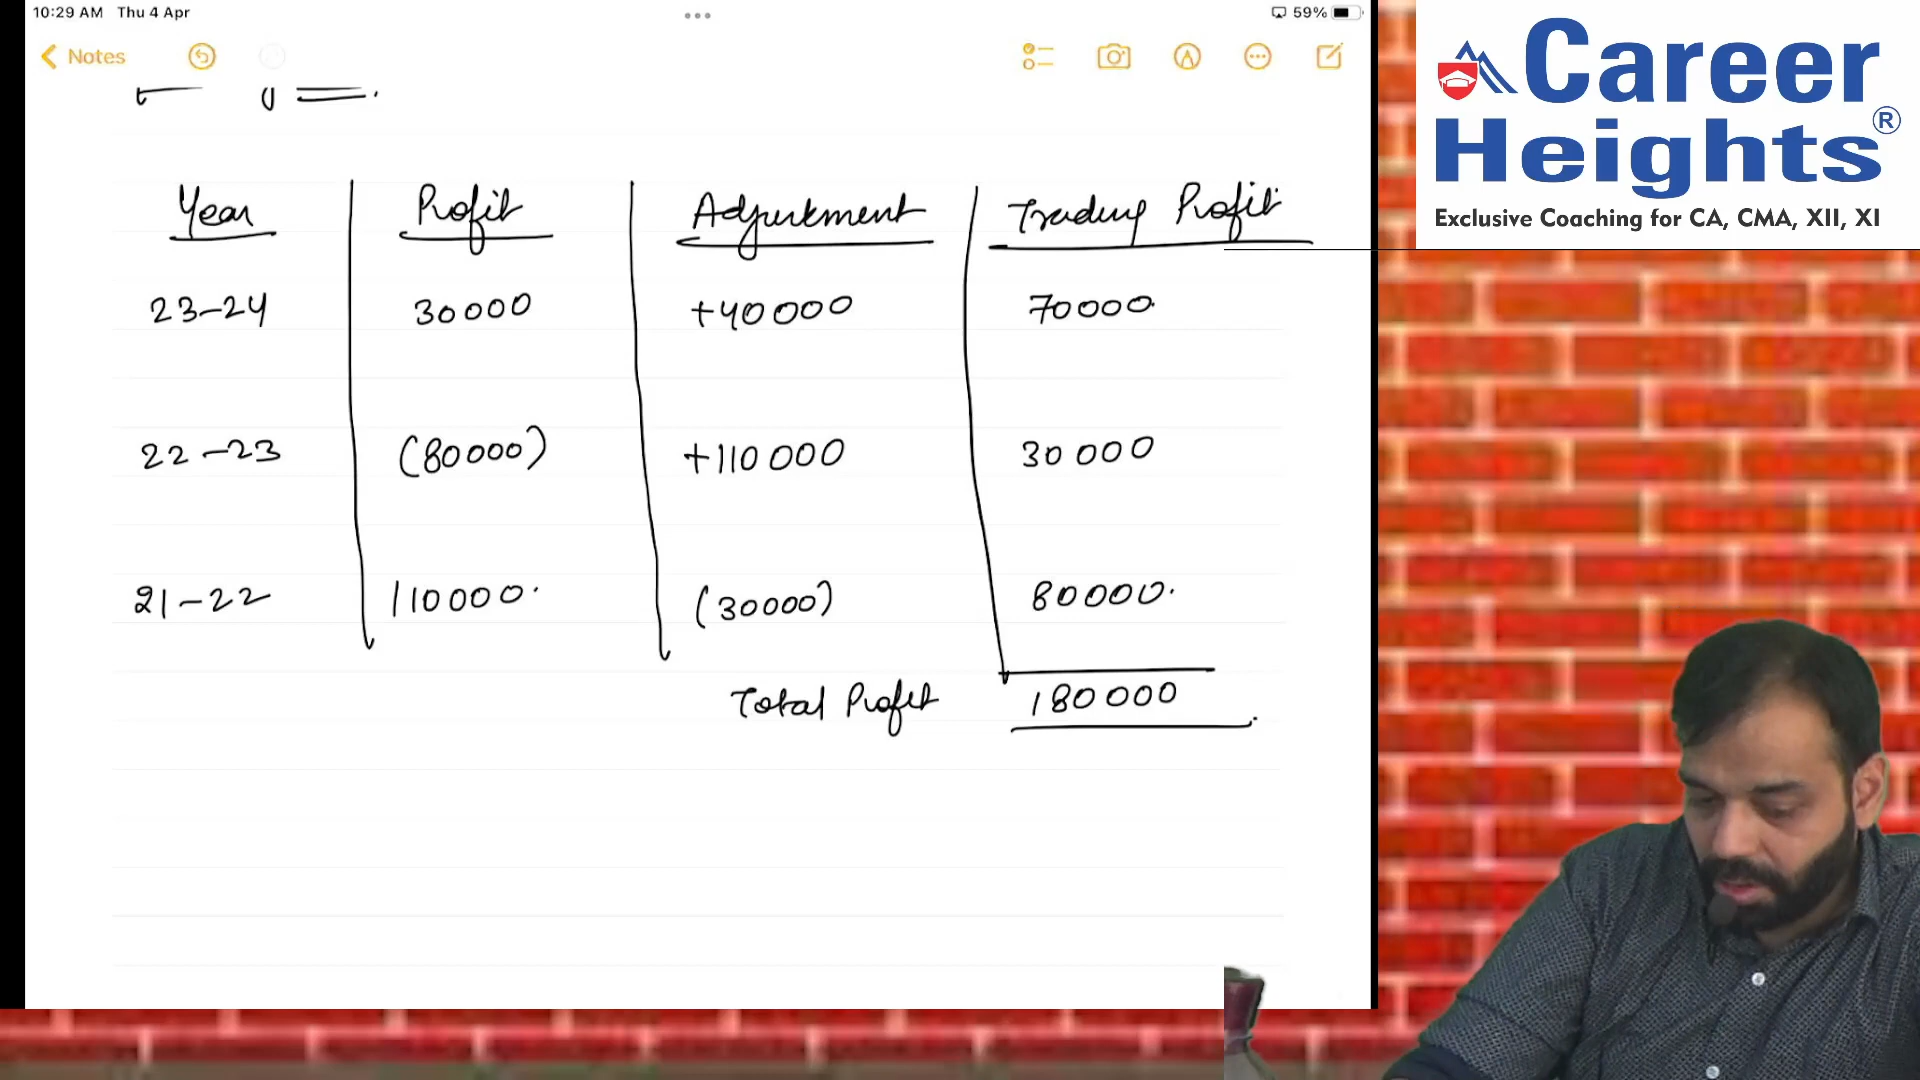 10:29 AM Thu 4 Apr
59%
Notes
Career
Heights®
Exclusive Coaching for CA, CMA, XII, XI
Year Profit Adjustment Trading Profit
23-24 30000 +40000 70000
22-23 (80000) +110000 30000
21-22 110000 (30000) 80000
Total Profit 180000